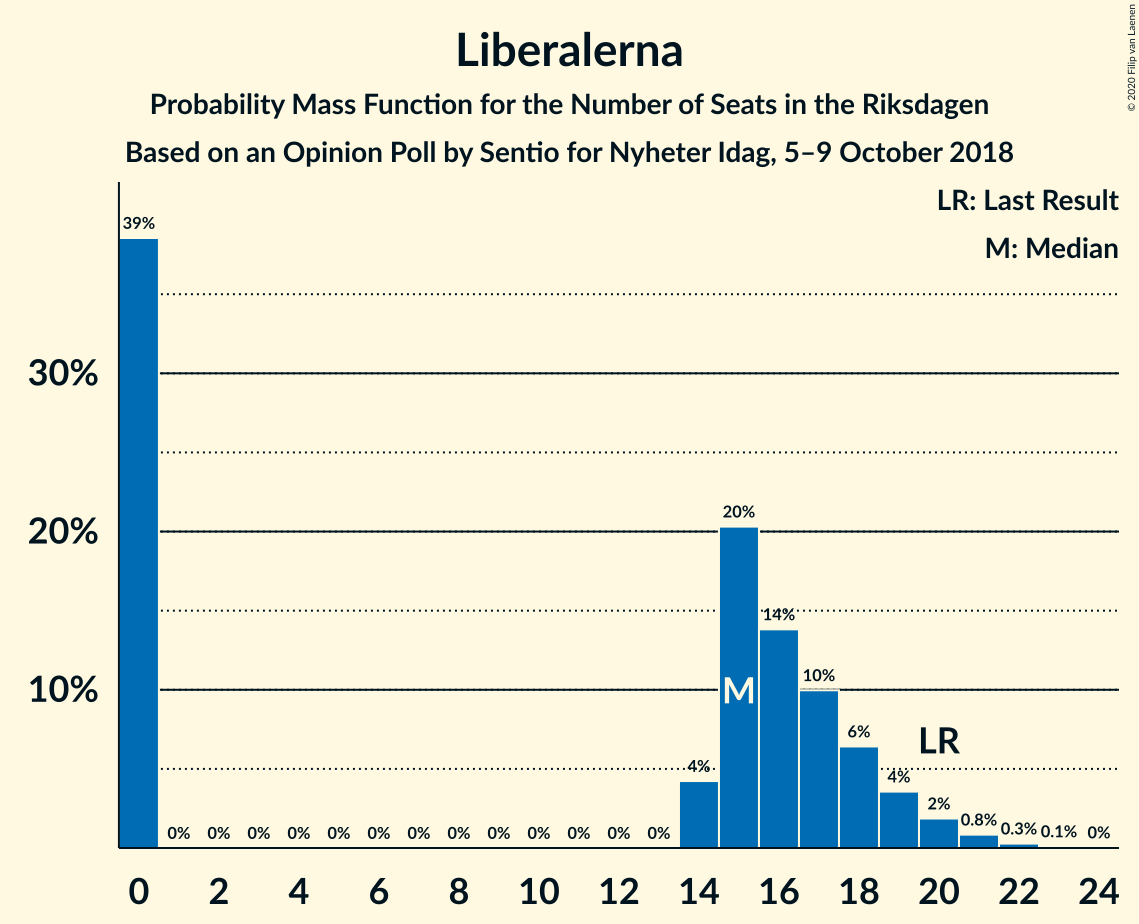 © 2020 Filip van Laenen
Liberalerna
Probability Mass Function for the Number of Seats in the Riksdagen
Based on an Opinion Poll by Sentio for Nyheter Idag, 5–9 October 2018
LR: Last Result
M: Median
39%
30%
20%
20%
14%
10%
10%
M
6%
LR
4%
4%
2%
0.8%
0% 0% 0% 0% 0% 0% 0% 0% 0% 0% 0% 0% 0% 0.3% 0.1% 0%
0 2 4 6 8 10 12 14 16 18 20 22 24